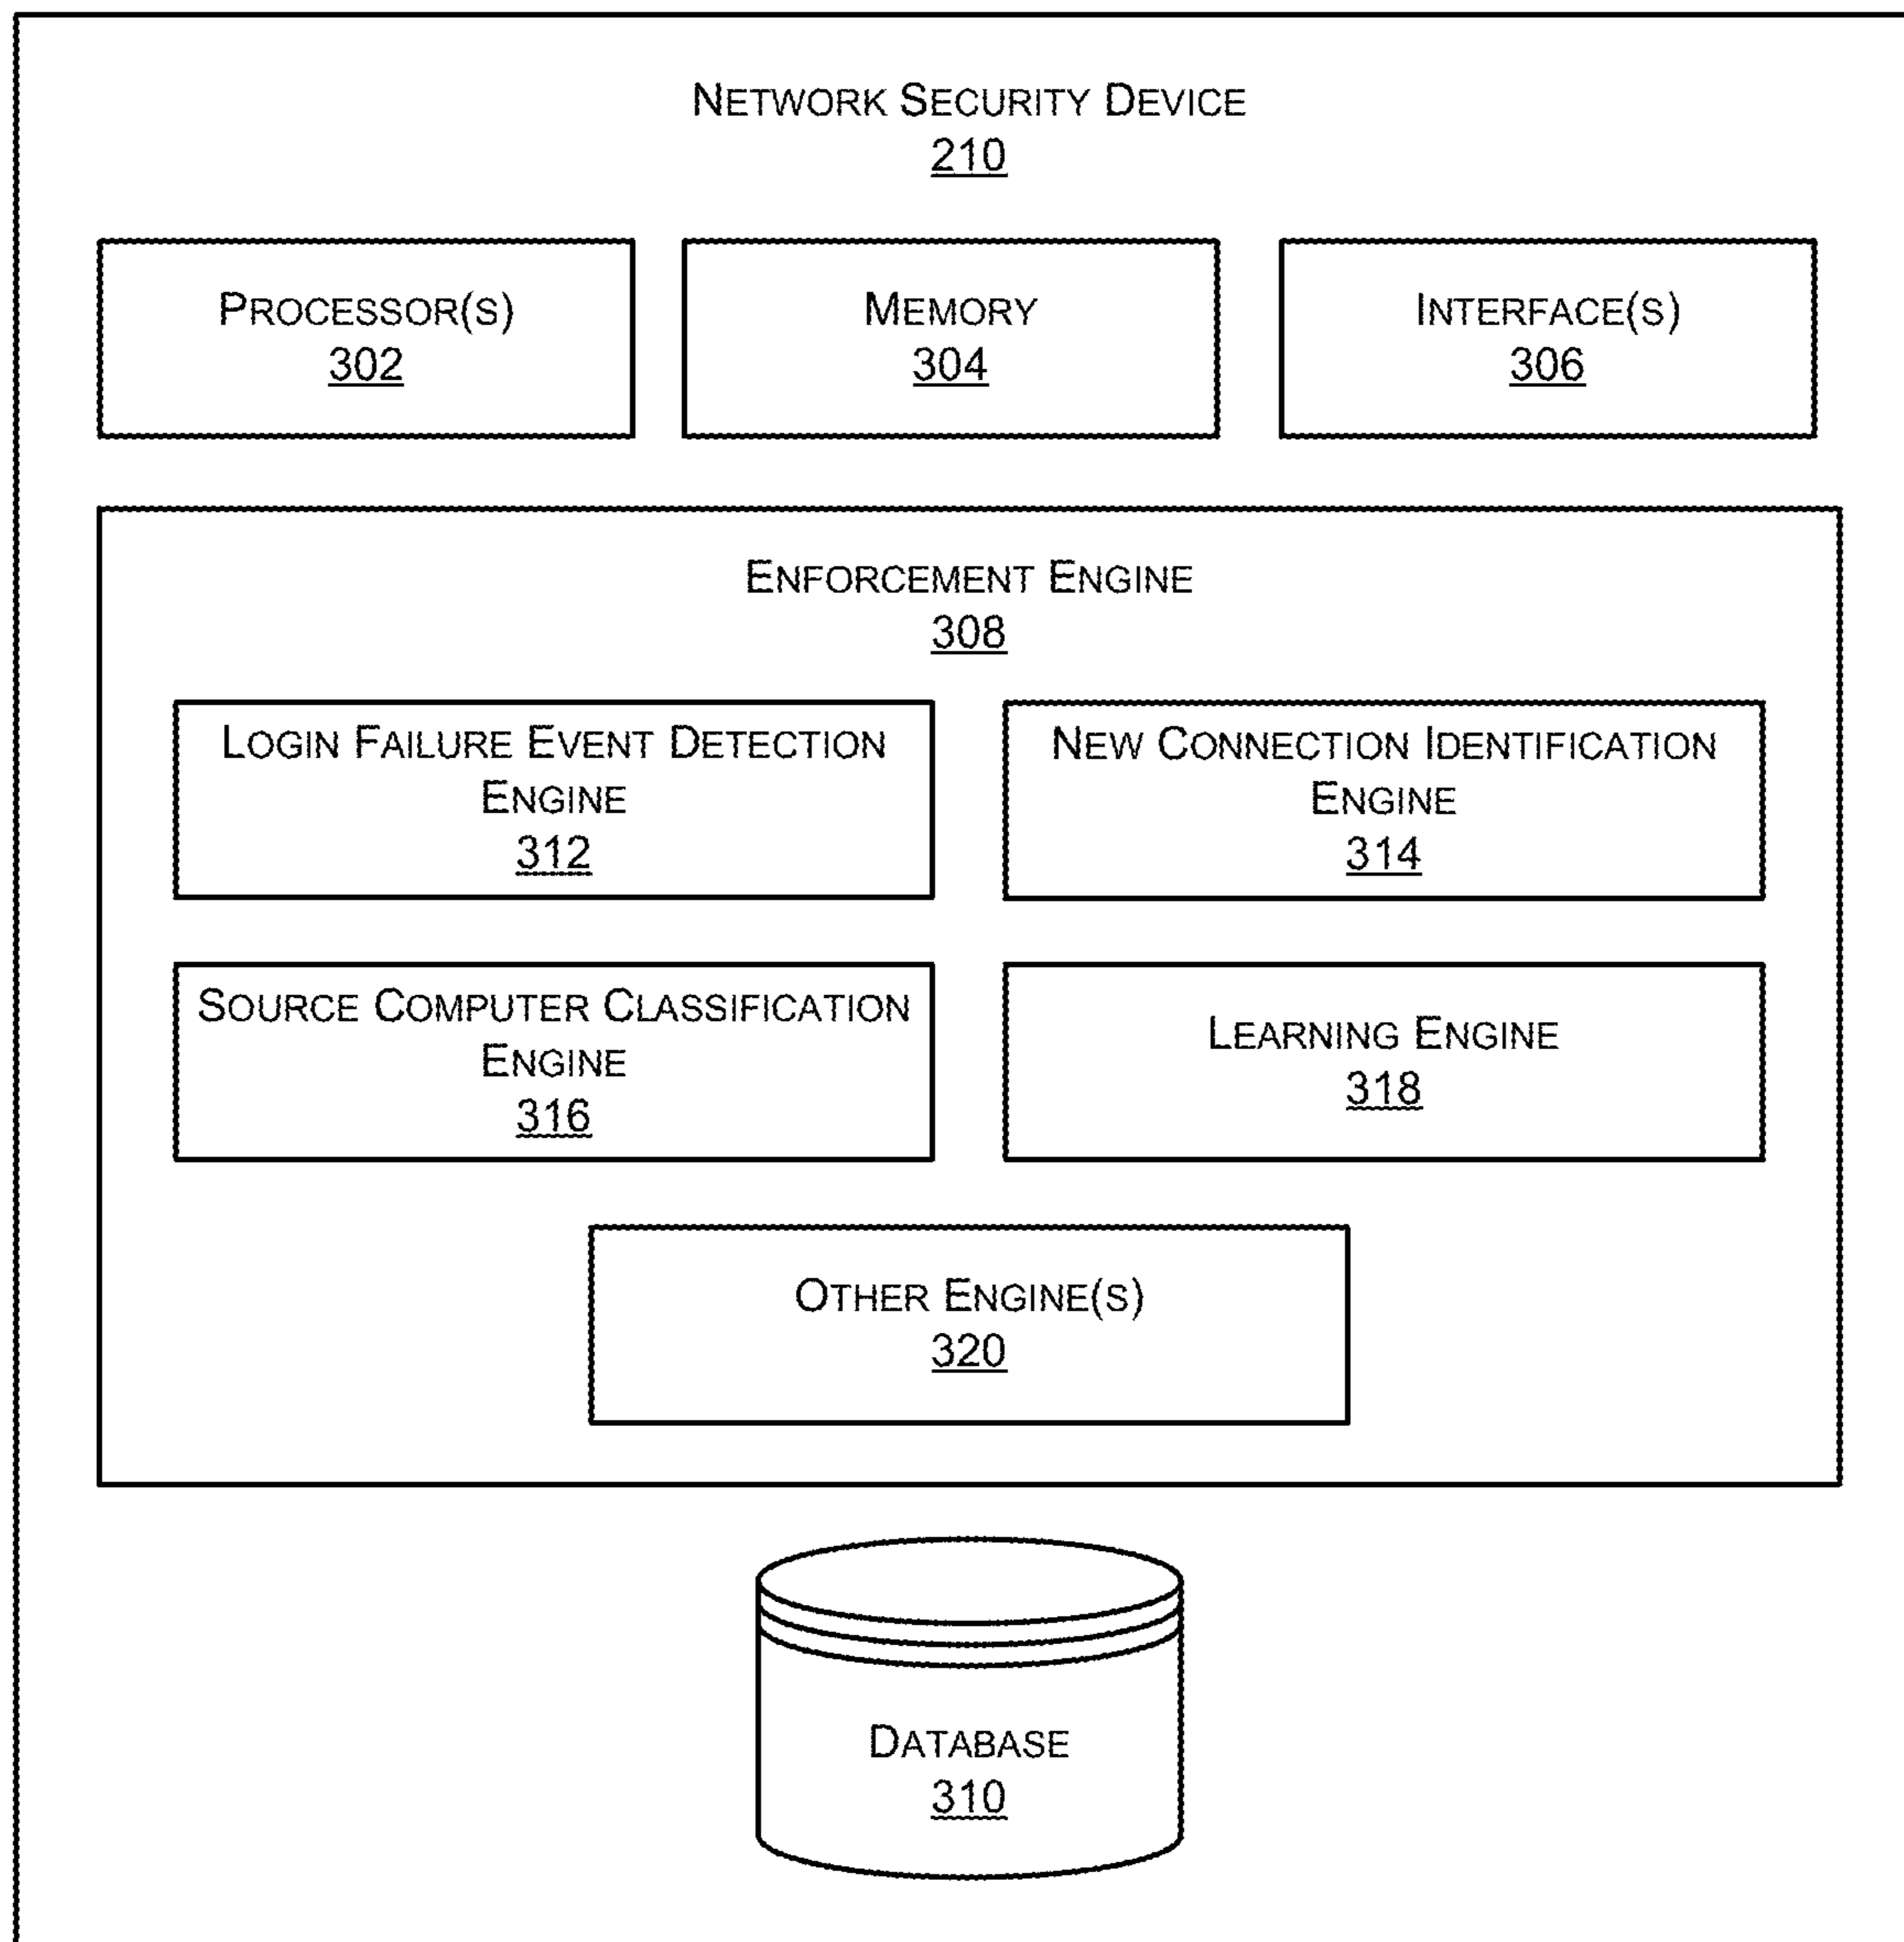 NETWORK SECURITY DEVICE
210
PROCESSOR(S)
302
MEMORY
304
INTERFACE(S)
306
ENFORCEMENT ENGINE
308
LOGIN FAILURE EVENT DETECTION
ENGINE
312
NEW CONNECTION IDENTIFICATION
ENGINE
314
SOURCE COMPUTER CLASSIFICATION
ENGINE
316
LEARNING ENGINE
318
OTHER ENGINE(S)
320
DATABASE
310